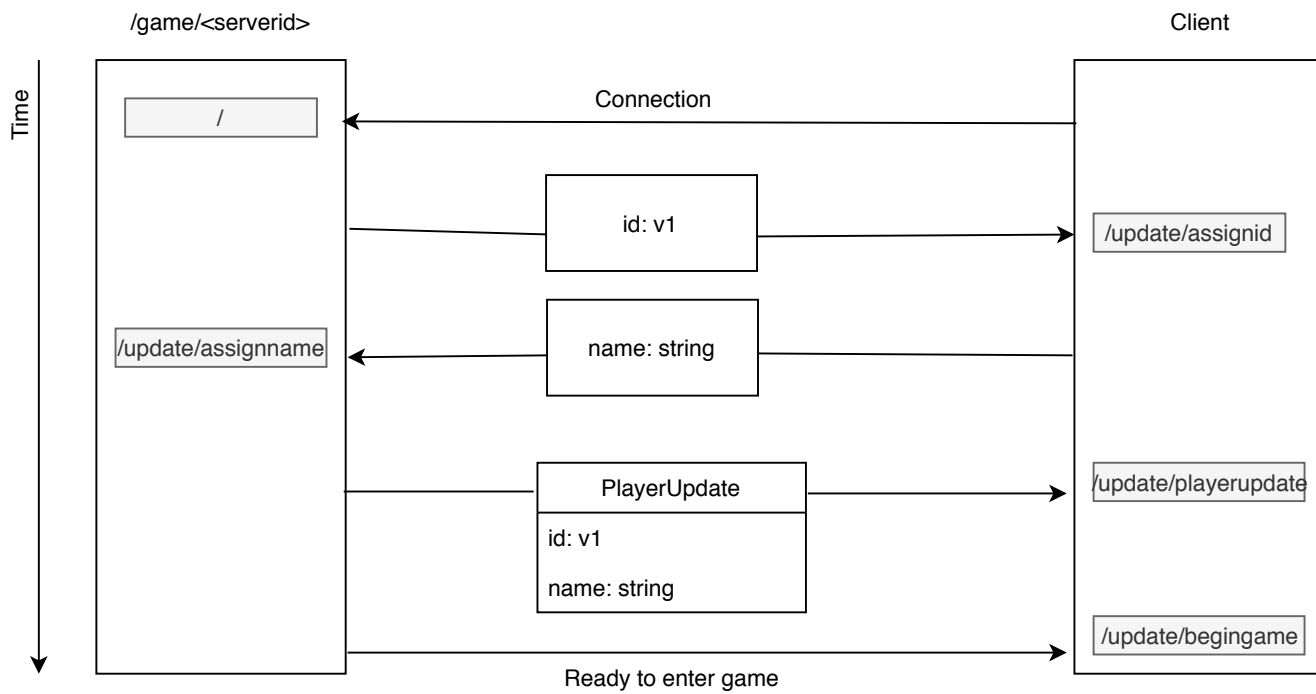 /game/<serverid>
Client
Time
Connection
/
id: v1
/update/assignid
/update/assignname
name: string
PlayerUpdate
/update/playerupdate
id: v1
name: string
/update/begingame
Ready to enter game